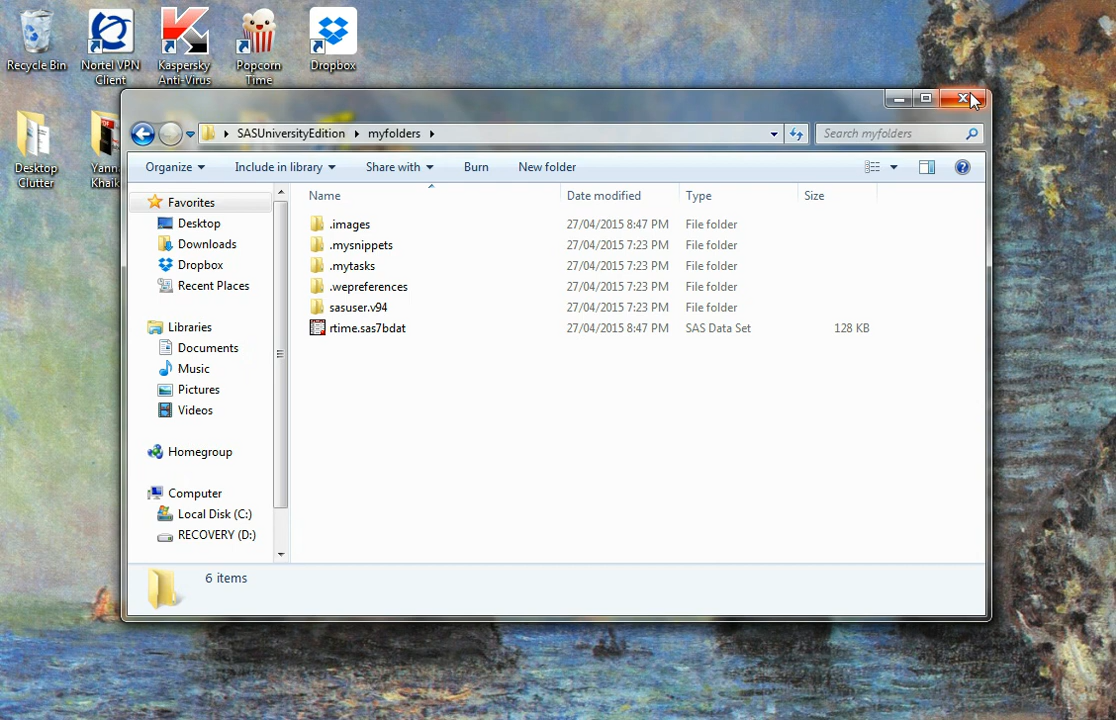 Recycle Bin
Nortel VPN
Client
Kaspersky
Anti-Virus
Popcorn
Time
Dropbox
Desktop
Clutter
Yann
Khaik
SASUniversityEdition
myfolders
Search myfolders
Organize
Include in library
Share with
Burn
New folder
Favorites
Desktop
Downloads
Dropbox
Recent Places
Libraries
Documents
Music
Pictures
Videos
Homegroup
Computer
Local Disk (C:)
RECOVERY (D:)
Name Date modified Type Size
.images 27/04/2015 8:47 PM File folder
.mysnippets 27/04/2015 7:23 PM File folder
.mytasks 27/04/2015 7:23 PM File folder
.wepreferences 27/04/2015 7:23 PM File folder
sasuser.v94 27/04/2015 7:23 PM File folder
rtime.sas7bdat 27/04/2015 8:47 PM SAS Data Set 128 KB
6 items